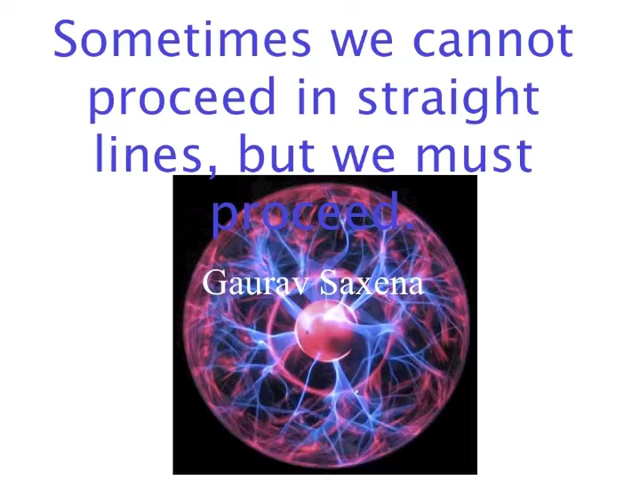 Sometimes we cannot
proceed in straight
lines, but we must
proceed.
Gaurav Saxena